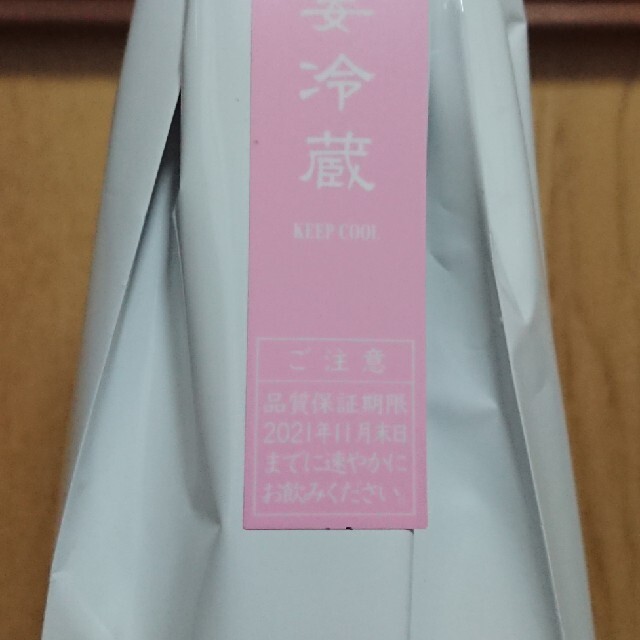 要冷蔵
KEEP COOL
ご注意
品質保証期限
2021年11月末日
までに速やかに
お飲みください